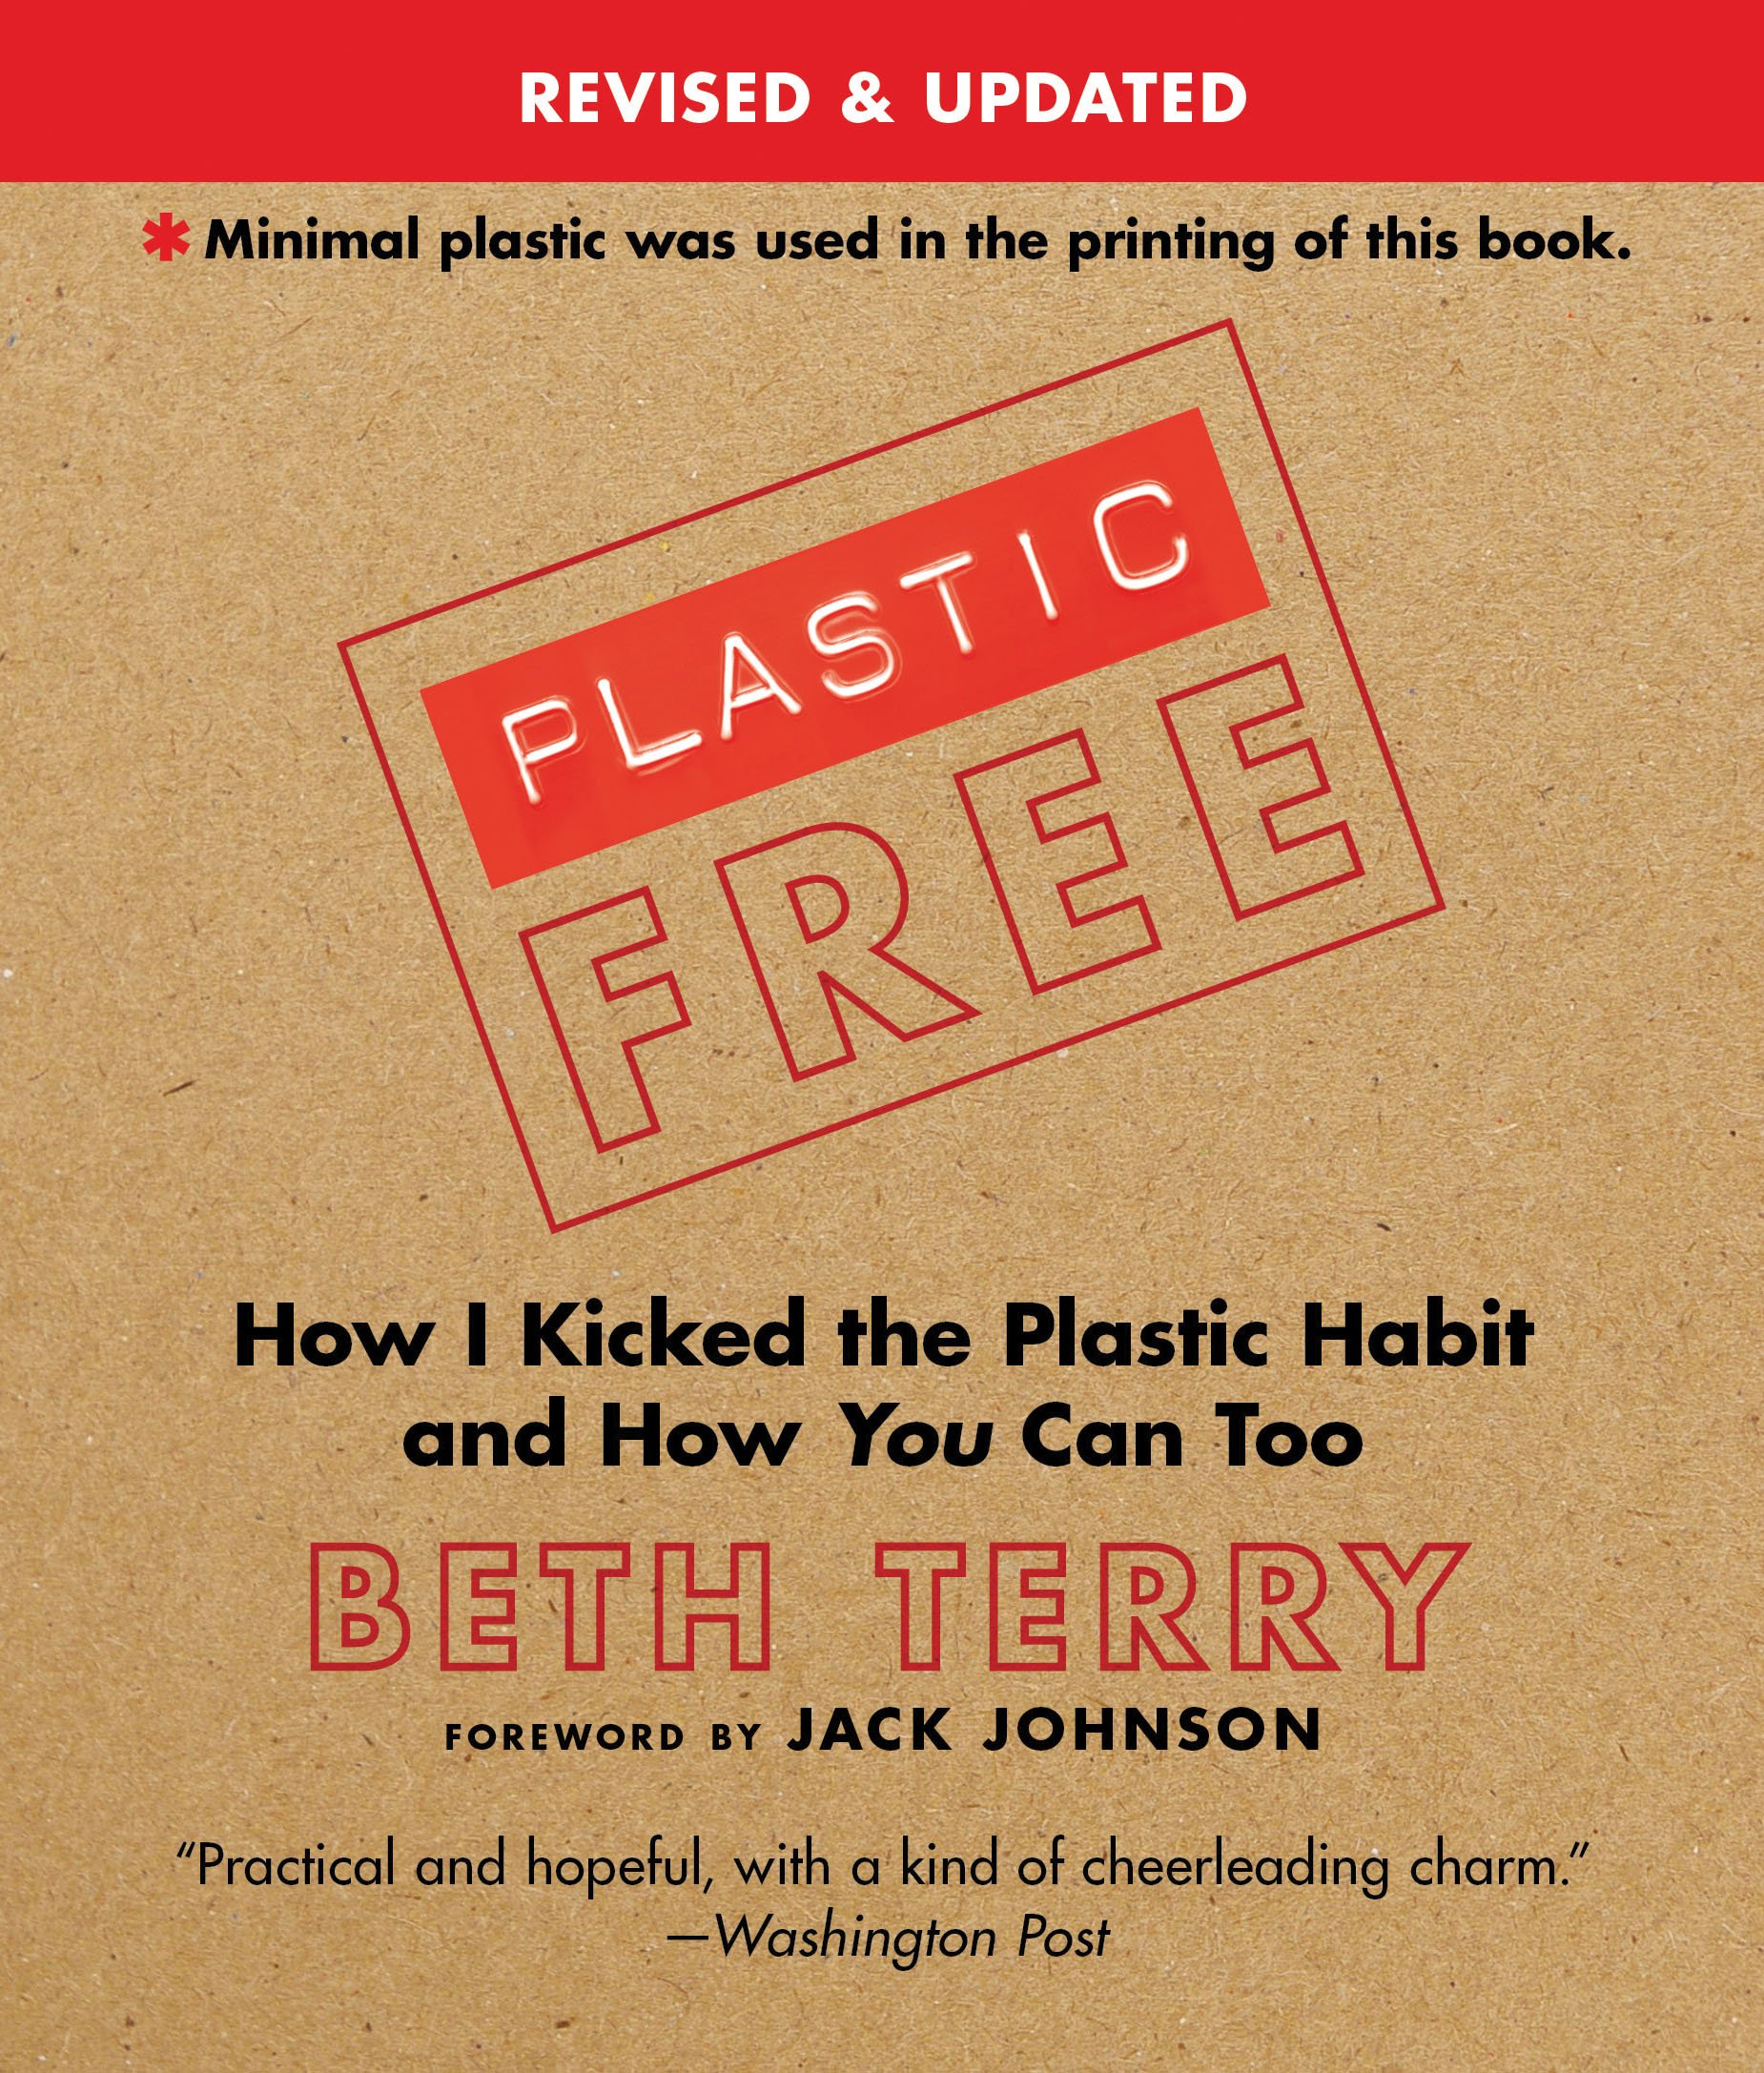 REVISED & UPDATED
* Minimal plastic was used in the printing of this book.
PLASTIC
FREE
How I Kicked the Plastic Habit
and How You Can Too
BETH TERRY
FOREWORD BY JACK JOHNSON
“Practical and hopeful, with a kind of cheerleading charm.”
—Washington Post